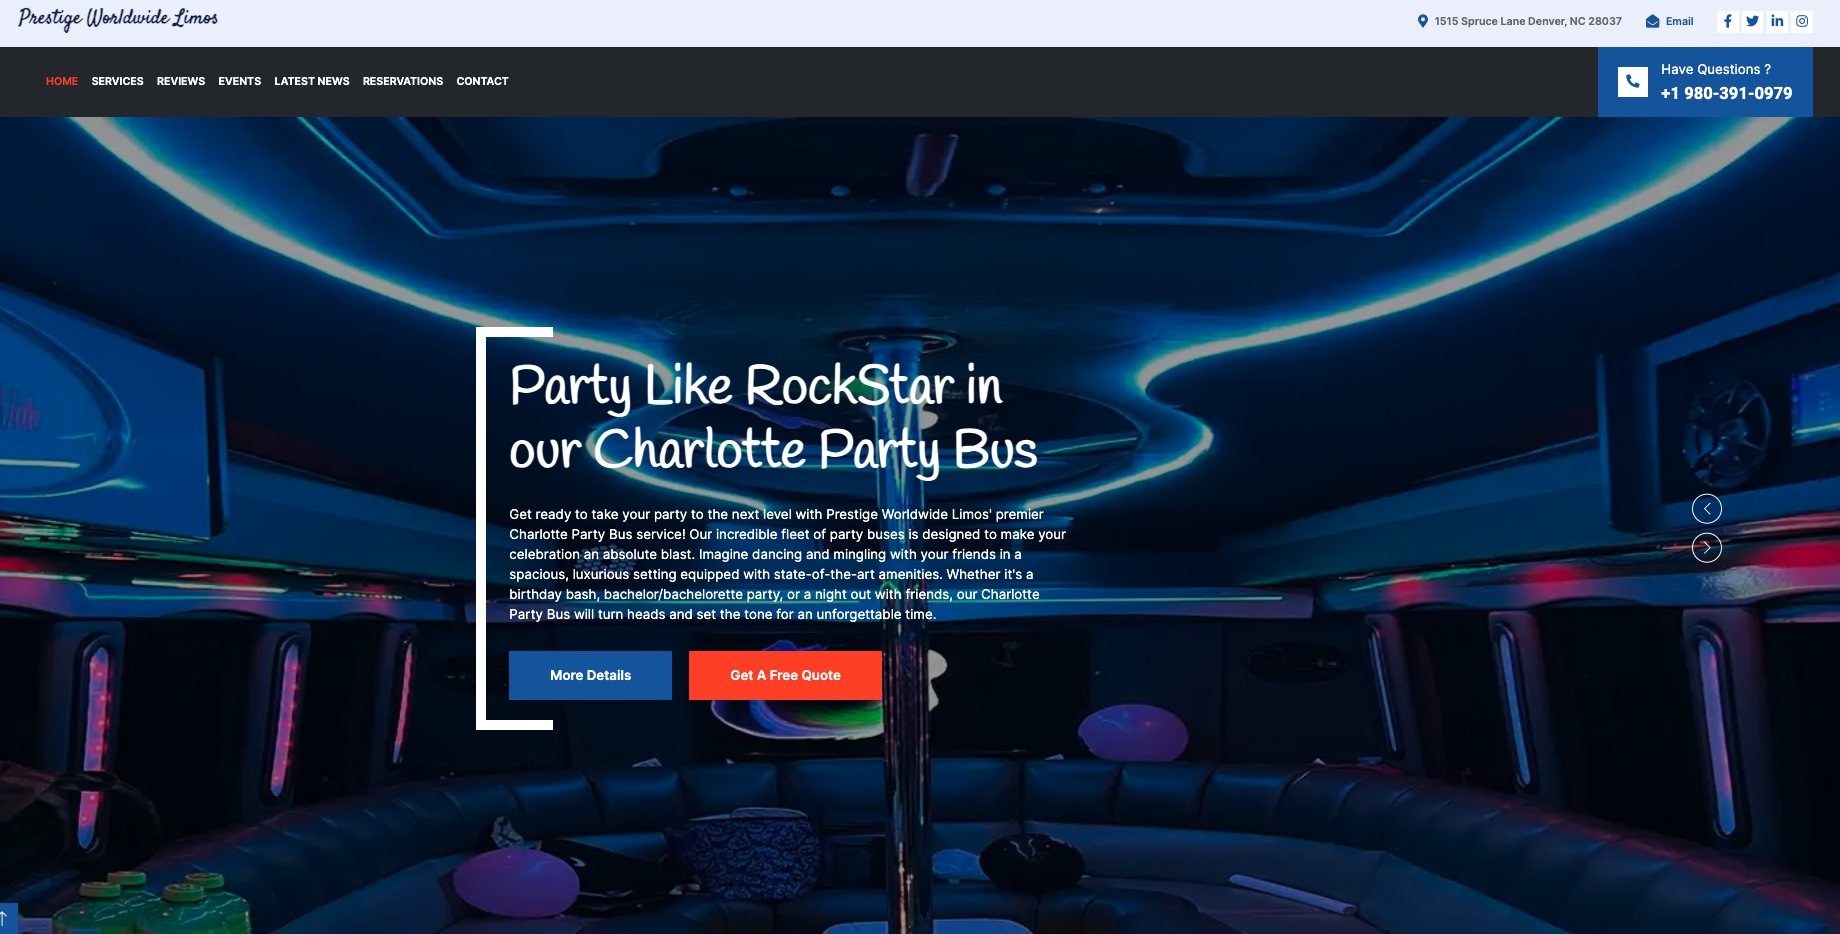 Prestige Worldwide Limos
1515 Spruce Lane Denver, NC 28037
Email
HOME SERVICES REVIEWS EVENTS LATEST NEWS RESERVATIONS CONTACT
Have Questions ?
+1 980-391-0979
Party Like RockStar in
our Charlotte Party Bus
Get ready to take your party to the next level with Prestige Worldwide Limos' premier
Charlotte Party Bus service! Our incredible fleet of party buses is designed to make your
celebration an absolute blast. Imagine dancing and mingling with your friends in a
spacious, luxurious setting equipped with state-of-the-art amenities. Whether it's a
birthday bash, bachelor/bachelorette party, or a night out with friends, our Charlotte
Party Bus will turn heads and set the tone for an unforgettable time.
More Details
Get A Free Quote